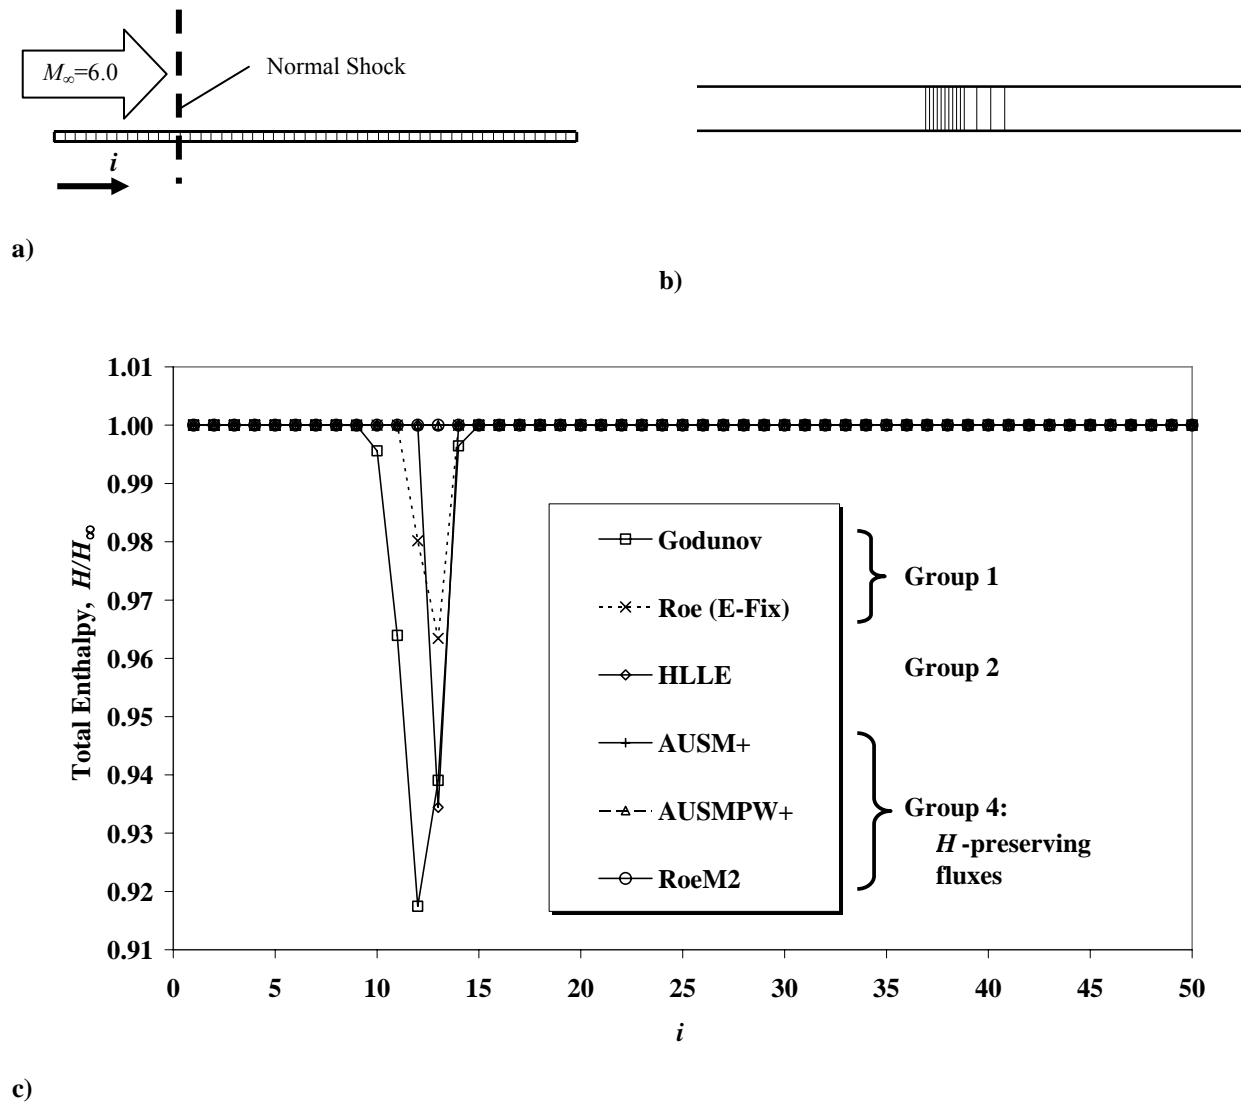 M∞=6.0
Normal Shock
i
a)
b)
1.01
1.00
0.99
0.98
0.97
0.96
0.95
0.94
0.93
0.92
0.91
Total Enthalpy, H/H∞
Godunov
Roe (E-Fix)
HLLE
AUSM+
AUSMPW+
RoeM2
Group 1
Group 2
Group 4:
H -preserving
fluxes
0 5 10 15 20 25 30 35 40 45 50
i
c)